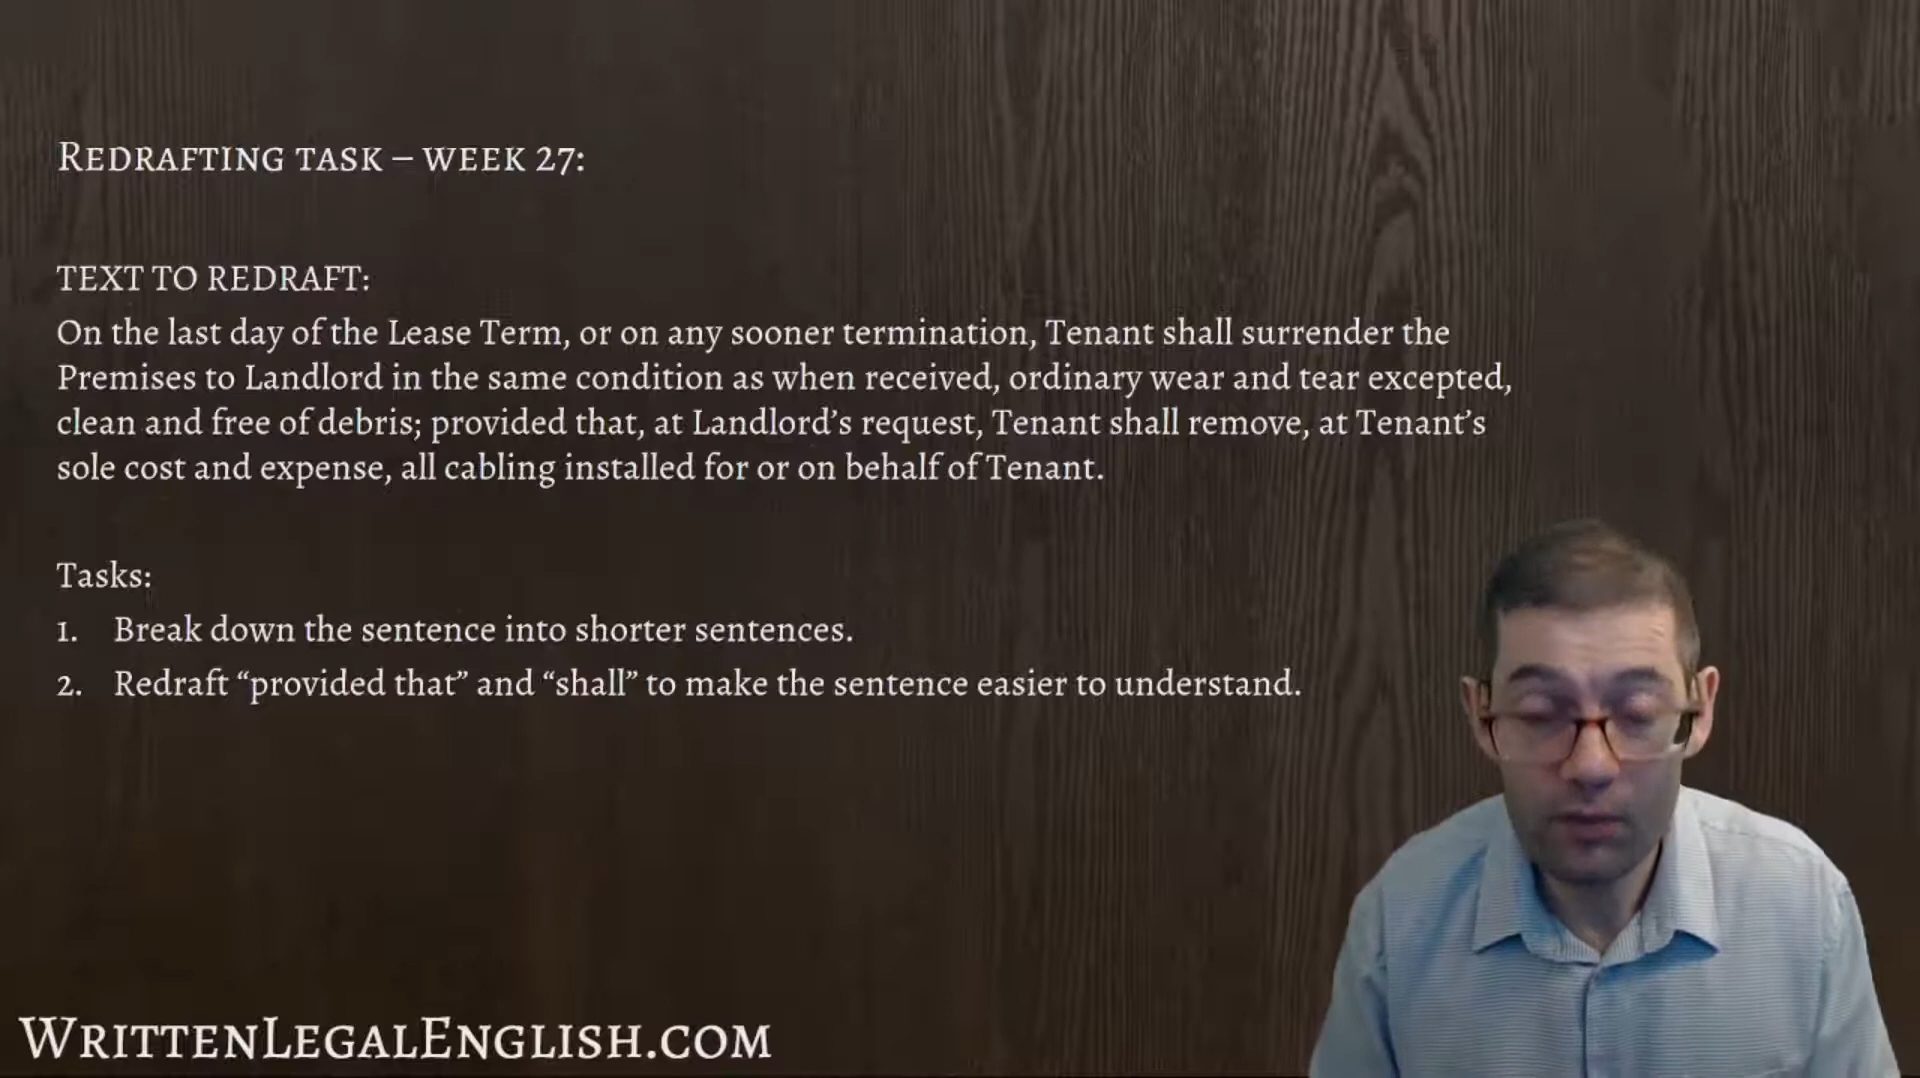 Redrafting task – week 27:
TEXT TO REDRAFT:
On the last day of the Lease Term, or on any sooner termination, Tenant shall surrender the
Premises to Landlord in the same condition as when received, ordinary wear and tear excepted,
clean and free of debris; provided that, at Landlord’s request, Tenant shall remove, at Tenant’s
sole cost and expense, all cabling installed for or on behalf of Tenant.
Tasks:
1. Break down the sentence into shorter sentences.
2. Redraft “provided that” and “shall” to make the sentence easier to understand.
WrittenLegalEnglish.com